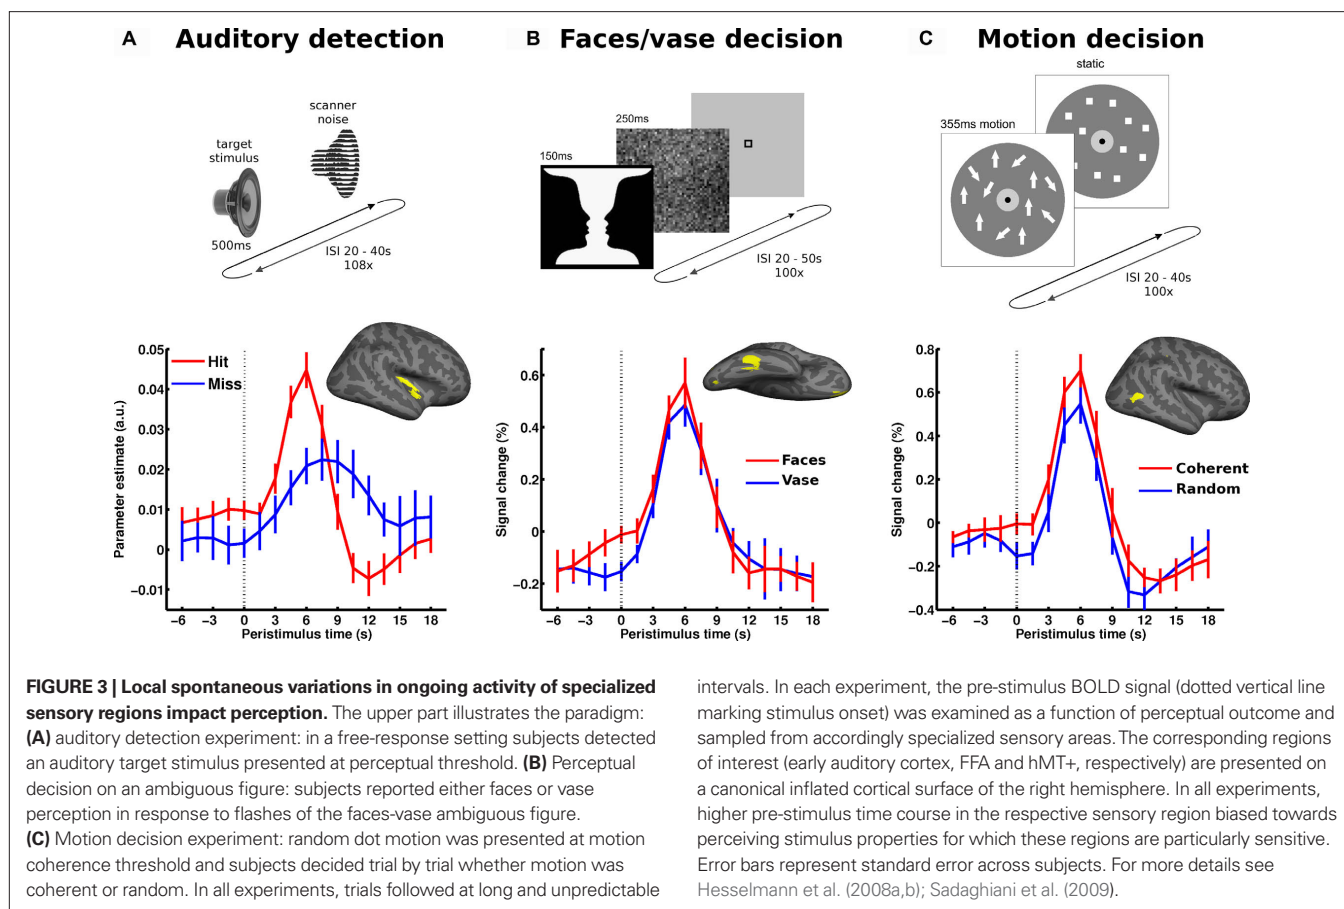 A Auditory detection
scanner
noise
target
stimulus
500ms
ISI 20 - 40s
108x
B Faces/vase decision
250ms
150ms
ISI 20 - 50s
100x
C Motion decision
static
355ms motion
ISI 20 - 40s
100x
Parameter estimate (a.u.)
0.05
0.04
0.03
0.02
0.01
0
−0.01
Hit
Miss
−6 −3 0 3 6 9 12 15 18
Peristimulus time (s)
Signal change (%)
0.6
0.4
0.2
0
−0.2
Faces
Vase
−6 −3 0 3 6 9 12 15 18
Peristimulus time (s)
Signal change (%)
0.8
0.6
0.4
0.2
0
−0.2
−0.4
Coherent
Random
−6 −3 0 3 6 9 12 15 18
Peristimulus time (s)
FIGURE 3 | Local spontaneous variations in ongoing activity of specialized
sensory regions impact perception. The upper part illustrates the paradigm:
(A) auditory detection experiment: in a free-response setting subjects detected
an auditory target stimulus presented at perceptual threshold. (B) Perceptual
decision on an ambiguous figure: subjects reported either faces or vase
perception in response to flashes of the faces-vase ambiguous figure.
(C) Motion decision experiment: random dot motion was presented at motion
coherence threshold and subjects decided trial by trial whether motion was
coherent or random. In all experiments, trials followed at long and unpredictable
intervals. In each experiment, the pre-stimulus BOLD signal (dotted vertical line
marking stimulus onset) was examined as a function of perceptual outcome and
sampled from accordingly specialized sensory areas. The corresponding regions
of interest (early auditory cortex, FFA and hMT+, respectively) are presented on
a canonical inflated cortical surface of the right hemisphere. In all experiments,
higher pre-stimulus time course in the respective sensory region biased towards
perceiving stimulus properties for which these regions are particularly sensitive.
Error bars represent standard error across subjects. For more details see
Hesselmann et al. (2008a,b); Sadaghiani et al. (2009).